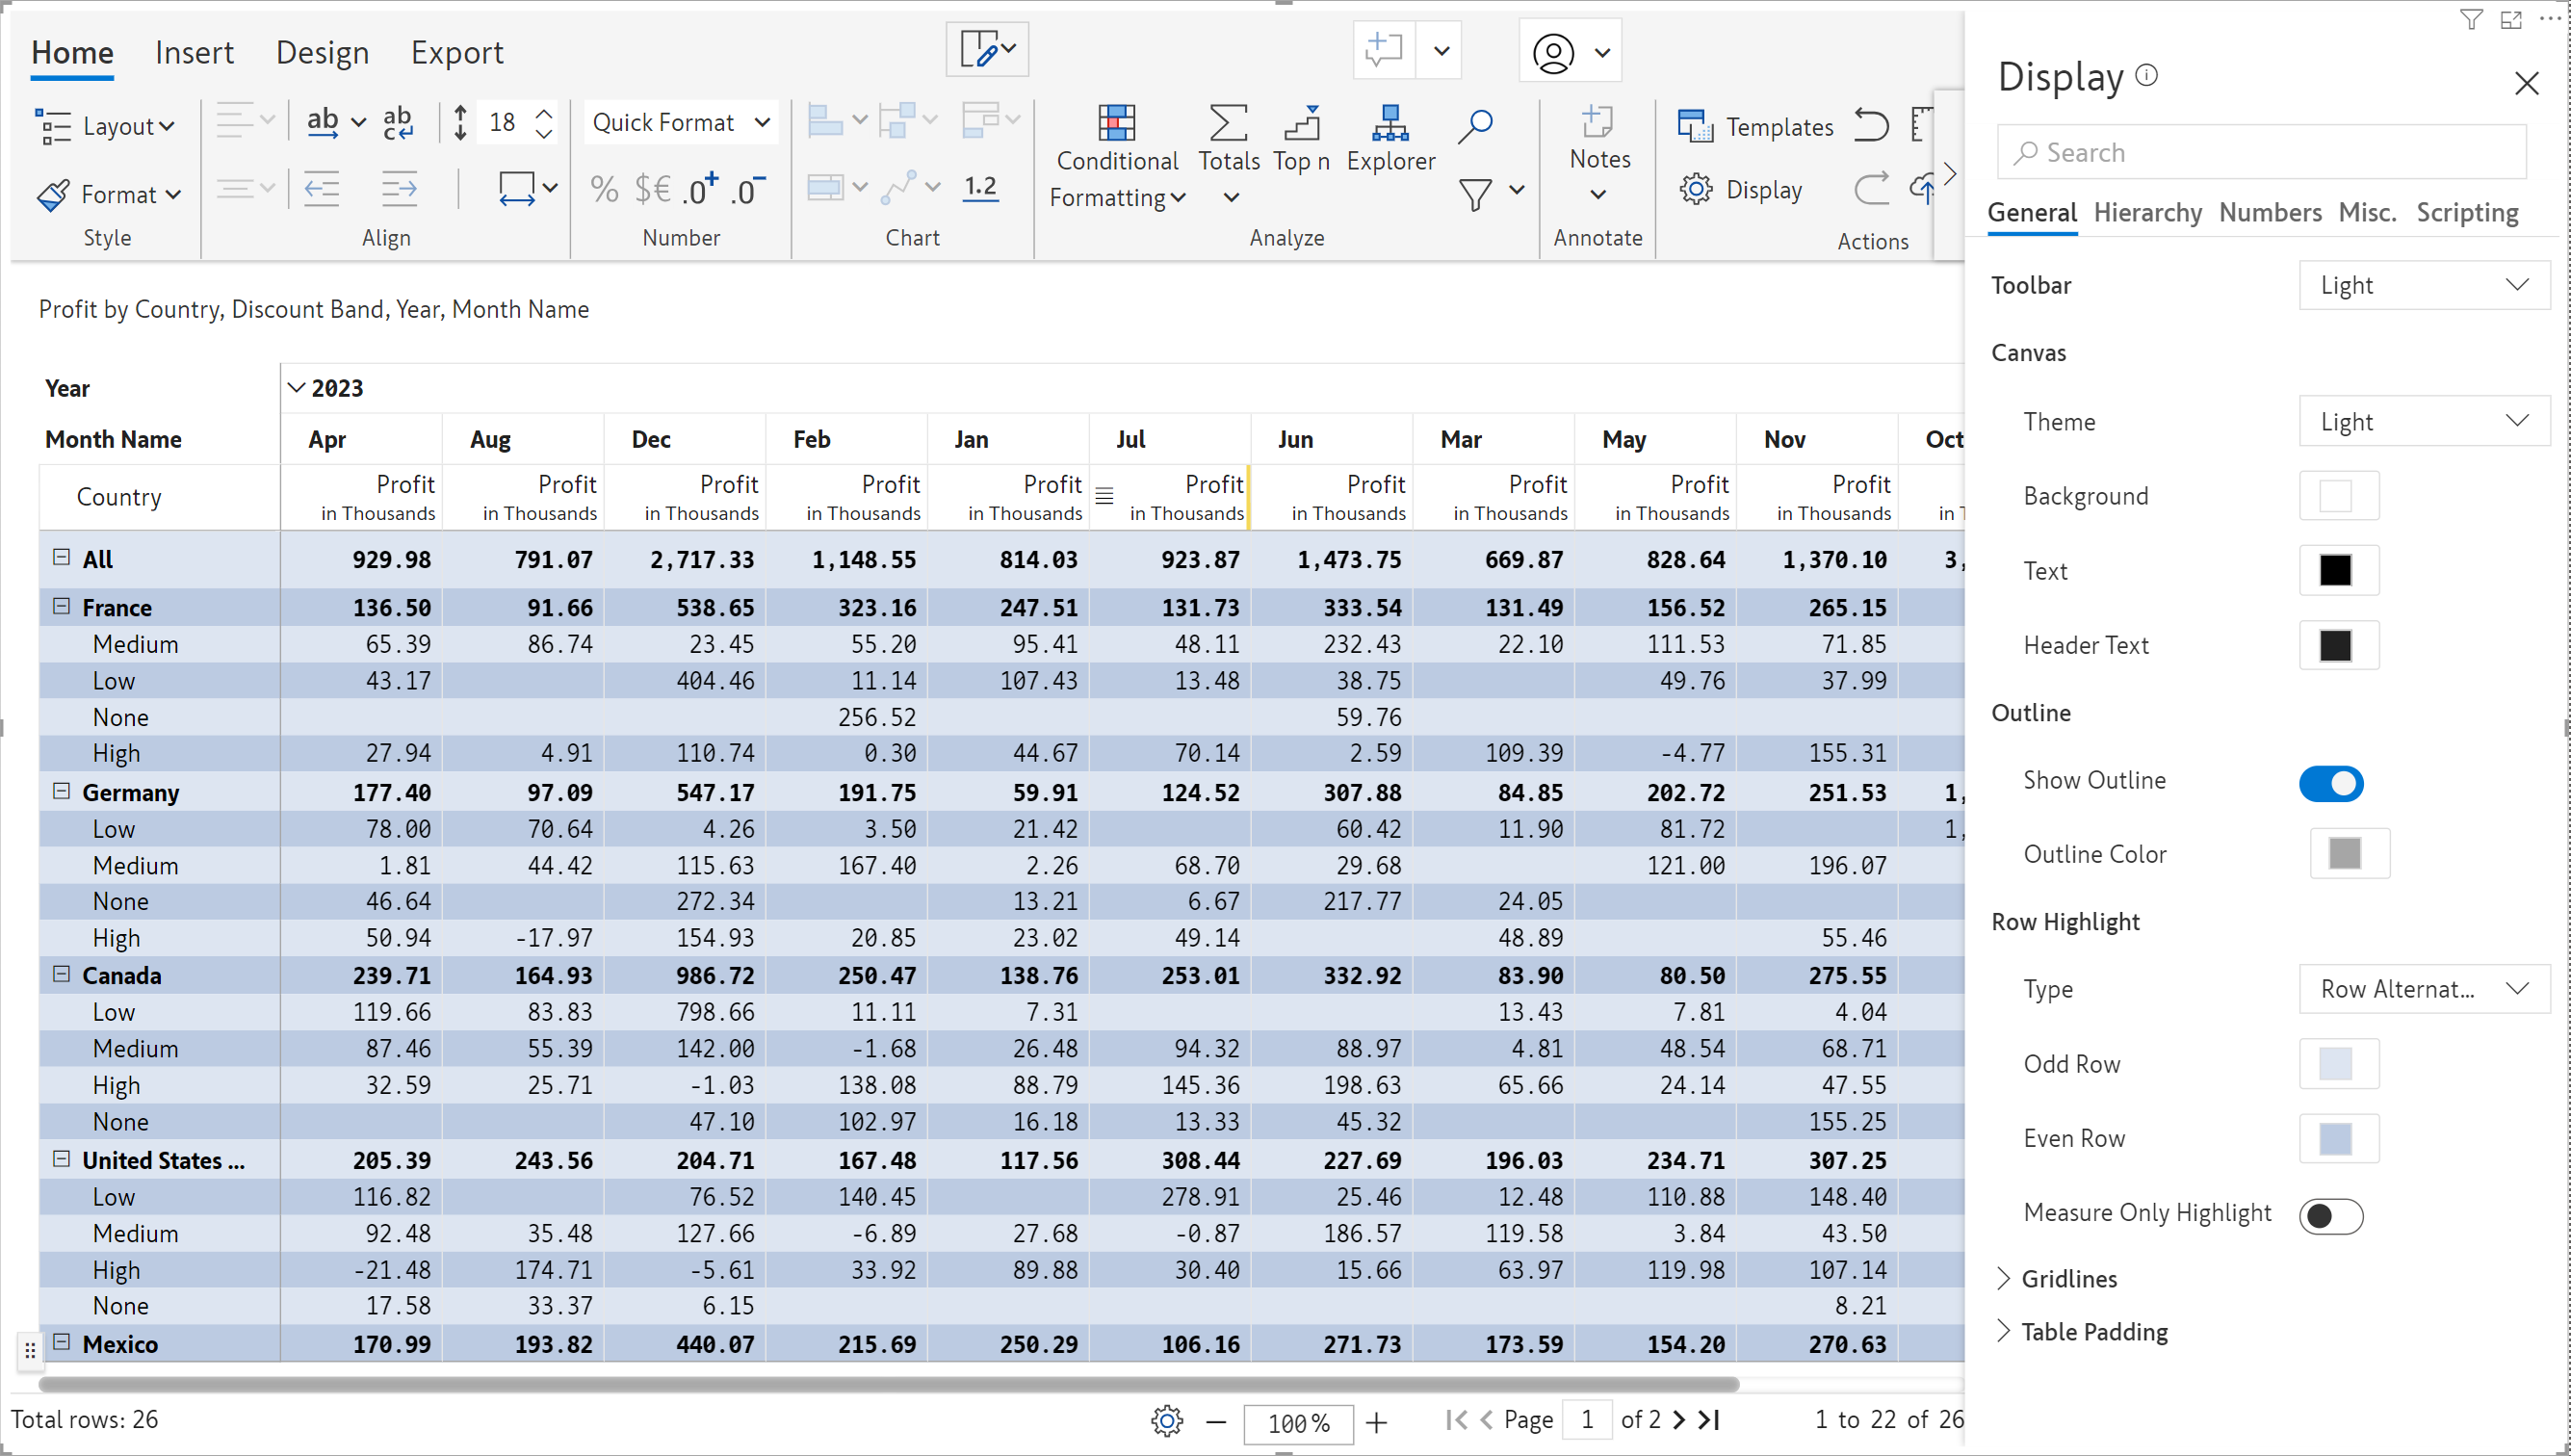 Home Insert Design Export
Layout ab ab c 18 Quick Format
Format % $€ .0+ .0- 1.2
Conditional Formatting Totals Top n Explorer
Notes
Templates
Display
Style Align Number Chart Analyze Annotate Actions
Profit by Country, Discount Band, Year, Month Name
Year 2023
Month Name Apr Aug Dec Feb Jan Jul Jun Mar May Nov Oct
Country Profit Profit Profit Profit Profit Profit Profit Profit Profit Profit
in Thousands in Thousands in Thousands in Thousands in Thousands in Thousands in Thousands in Thousands in Thousands in Thousands in
All 929.98 791.07 2,717.33 1,148.55 814.03 923.87 1,473.75 669.87 828.64 1,370.10 3,
France 136.50 91.66 538.65 323.16 247.51 131.73 333.54 131.49 156.52 265.15
Medium 65.39 86.74 23.45 55.20 95.41 48.11 232.43 22.10 111.53 71.85
Low 43.17 404.46 11.14 107.43 13.48 38.75 49.76 37.99
None 256.52 59.76
High 27.94 4.91 110.74 0.30 44.67 70.14 2.59 109.39 -4.77 155.31
Germany 177.40 97.09 547.17 191.75 59.91 124.52 307.88 84.85 202.72 251.53 1,
Low 78.00 70.64 4.26 3.50 21.42 60.42 11.90 81.72 1,
Medium 1.81 44.42 115.63 167.40 2.26 68.70 29.68 121.00 196.07
None 46.64 272.34 13.21 6.67 217.77 24.05
High 50.94 -17.97 154.93 20.85 23.02 49.14 48.89 55.46
Canada 239.71 164.93 986.72 250.47 138.76 253.01 332.92 83.90 80.50 275.55
Low 119.66 83.83 798.66 11.11 7.31 13.43 7.81 4.04
Medium 87.46 55.39 142.00 -1.68 26.48 94.32 88.97 4.81 48.54 68.71
High 32.59 25.71 -1.03 138.08 88.79 145.36 198.63 65.66 24.14 47.55
None 47.10 102.97 16.18 13.33 45.32 155.25
United States ... 205.39 243.56 204.71 167.48 117.56 308.44 227.69 196.03 234.71 307.25
Low 116.82 76.52 140.45 278.91 25.46 12.48 110.88 148.40
Medium 92.48 35.48 127.66 -6.89 27.68 -0.87 186.57 119.58 3.84 43.50
High -21.48 174.71 -5.61 33.92 89.88 30.40 15.66 63.97 119.98 107.14
None 17.58 33.37 6.15 8.21
Mexico 170.99 193.82 440.07 215.69 250.29 106.16 271.73 173.59 154.20 270.63
Total rows: 26 100% Page 1 of 2 1 to 22 of 26
Display
Search
General Hierarchy Numbers Misc. Scripting
Toolbar Light
Canvas
Theme Light
Background
Text
Header Text
Outline
Show Outline
Outline Color
Row Highlight
Type Row Alternat...
Odd Row
Even Row
Measure Only Highlight
Gridlines
Table Padding